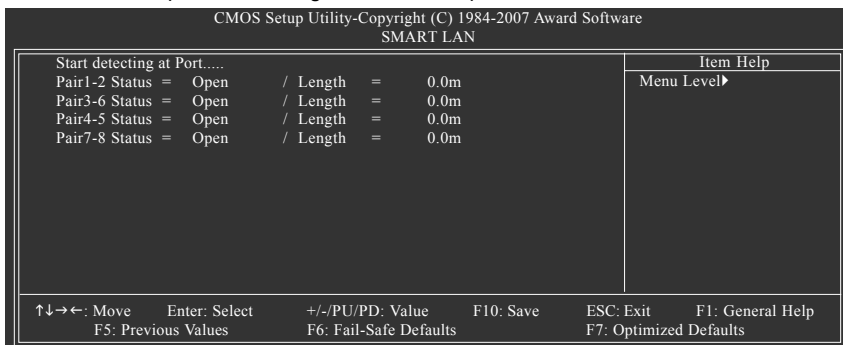 CMOS Setup Utility-Copyright (C) 1984-2007 Award Software
SMART LAN
Start detecting at Port.....
Pair1-2 Status = Open / Length = 0.0m
Pair3-6 Status = Open / Length = 0.0m
Pair4-5 Status = Open / Length = 0.0m
Pair7-8 Status = Open / Length = 0.0m
Item Help
Menu Level▶
↑↓→←: Move Enter: Select +/-/PU/PD: Value F10: Save ESC: Exit F1: General Help
F5: Previous Values F6: Fail-Safe Defaults F7: Optimized Defaults